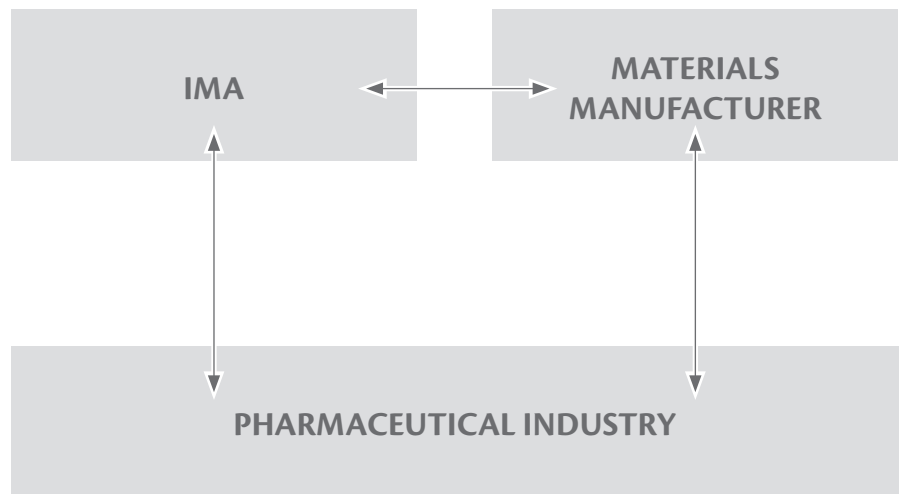 IMA
MATERIALS
MANUFACTURER
PHARMACEUTICAL INDUSTRY